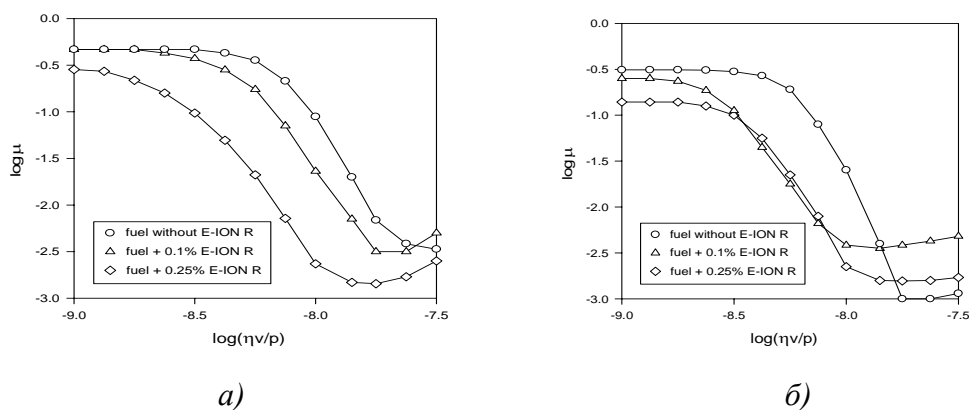 0.0
-0.5
-1.0
-1.5
-2.0
-2.5
-3.0
logμ
fuel without E-ION R
fuel + 0.1% E-ION R
fuel + 0.25% E-ION R
-9.0 -8.5 -8.0 -7.5
log(ηv/p)
а)
0.0
-0.5
-1.0
-1.5
-2.0
-2.5
-3.0
logμ
fuel without E-ION R
fuel + 0.1% E-ION R
fuel + 0.25% E-ION R
-9.0 -8.5 -8.0 -7.5
log(ηv/p)
б)